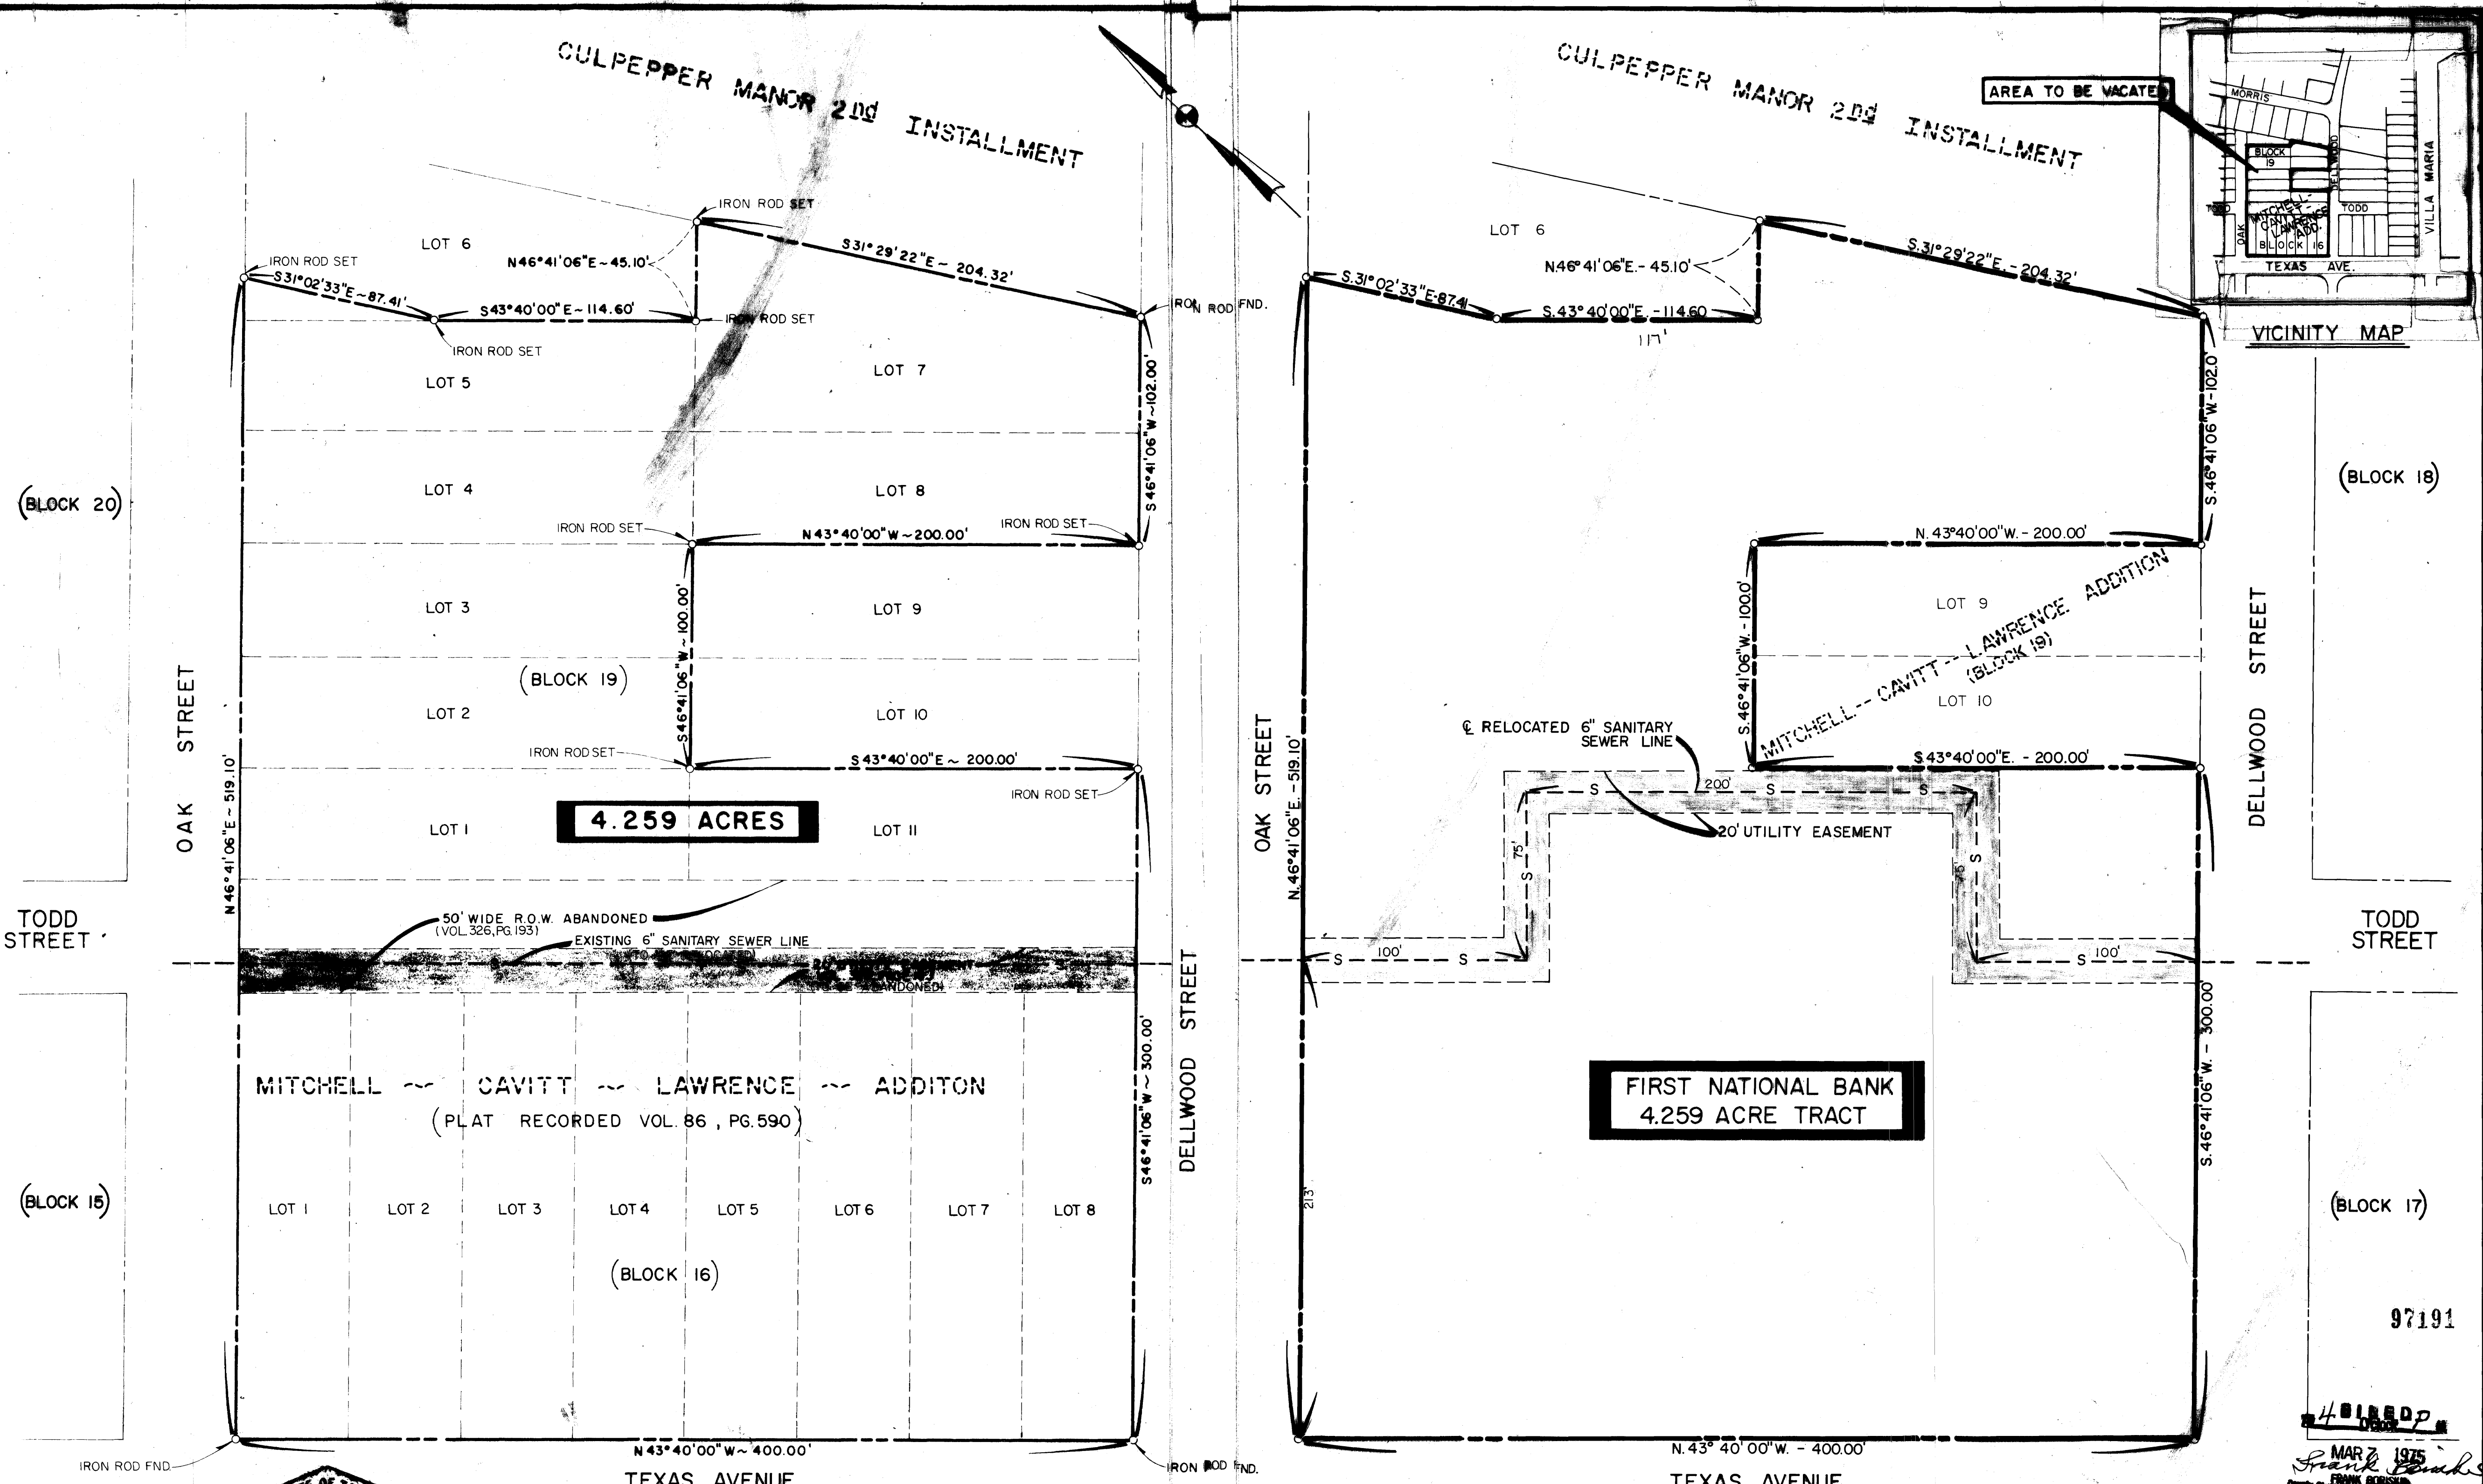 CULPEPPER MANOR 2nd INSTALLMENT
IRON ROD SET
LOT 6
IRON ROD SET
N46°41'06"E~45.10'
S31°29'22"E~ 204.32'
S31°02'33"E~87.41'
S43°40'00"E~114.60'
IRON ROD SET
IRON ROD SET
IRON ROD FND.
LOT 5
LOT 7
S46°41'06"W~102.00'
LOT 4
LOT 8
(BLOCK 20)
IRON ROD SET
IRON ROD SET
N43°40'00"W~200.00'
LOT 3
LOT 9
S46°41'06"W~100.00'
(BLOCK 19)
LOT 2
LOT 10
IRON ROD SET
S43°40'00"E~ 200.00'
IRON ROD SET
OAK STREET
N46°41'06"E~519.10'
4.259 ACRES
LOT 1
LOT 11
TODD
STREET
50' WIDE R.O.W. ABANDONED
(VOL.326,PG.193)
EXISTING 6" SANITARY SEWER LINE
DELLWOOD STREET
S46°41'06"W~300.00'
MITCHELL ~~ CAVITT ~~ LAWRENCE ~~ ADDITON
(PLAT RECORDED VOL. 86, PG.590)
(BLOCK 15)
LOT 1
LOT 2
LOT 3
LOT 4
LOT 5
LOT 6
LOT 7
LOT 8
(BLOCK 16)
N43°40'00"W~400.00'
IRON ROD FND.
IRON ROD FND.
TEXAS AVENUE
CULPEPPER MANOR 2nd INSTALLMENT
AREA TO BE VACATED
MORRIS
BLOCK
19
DELLWOOD
VILLA MARIA
TODD
TODD
MITCHELL-
CAVITT-
LAWRENCE
ADD.
OAK
BLOCK 16
TEXAS AVE.
VICINITY MAP
LOT 6
N.46°41'06"E.-45.10'
S.31°29'22"E.-204.32'
S.31°02'33"E-87.41
S.43°40'00"E.-114.60
117'
S.46°41'06"W.-102.0'
(BLOCK 18)
N. 43°40'00"W. - 200.00'
LOT 9
MITCHELL -- CAVITT -- LAWRENCE ADDITION
(BLOCK 19)
LOT 10
S.46°41'06"W.-100.0'
S.43°40'00"E. - 200.00'
DELLWOOD STREET
OAK STREET
N.46°41'06"E.-519.10'
℄ RELOCATED 6" SANITARY
SEWER LINE
S 200' S S
20' UTILITY EASEMENT
75'
S
75'
S
S 100' S
S 100'
TODD
STREET
S.46°41'06"W. - 300.00'
FIRST NATIONAL BANK
4.259 ACRE TRACT
213'
(BLOCK 17)
97191
N. 43° 40' 00"W. - 400.00'
TEXAS AVENUE
MAR 7 1975